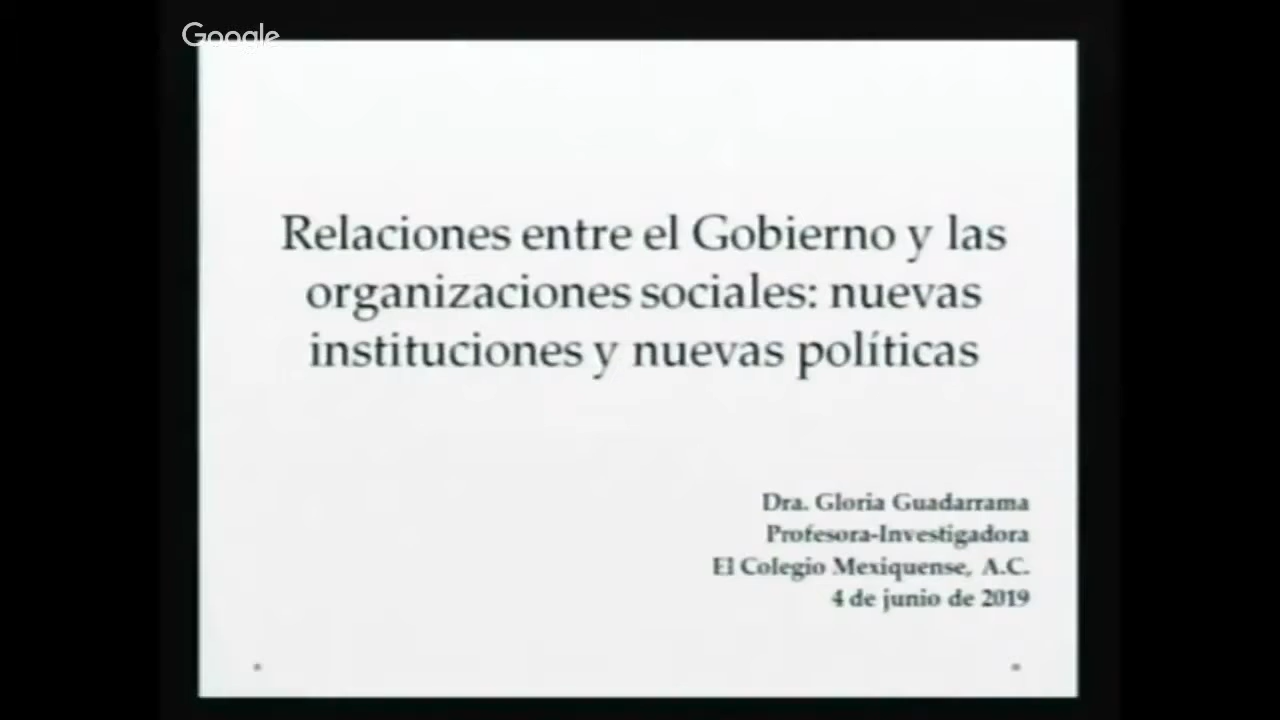 Google
Relaciones entre el Gobierno y las
organizaciones sociales: nuevas
instituciones y nuevas políticas
Dra. Gloria Guadarrama
Profesora-Investigadora
El Colegio Mexiquense, A.C.
4 de junio de 2019